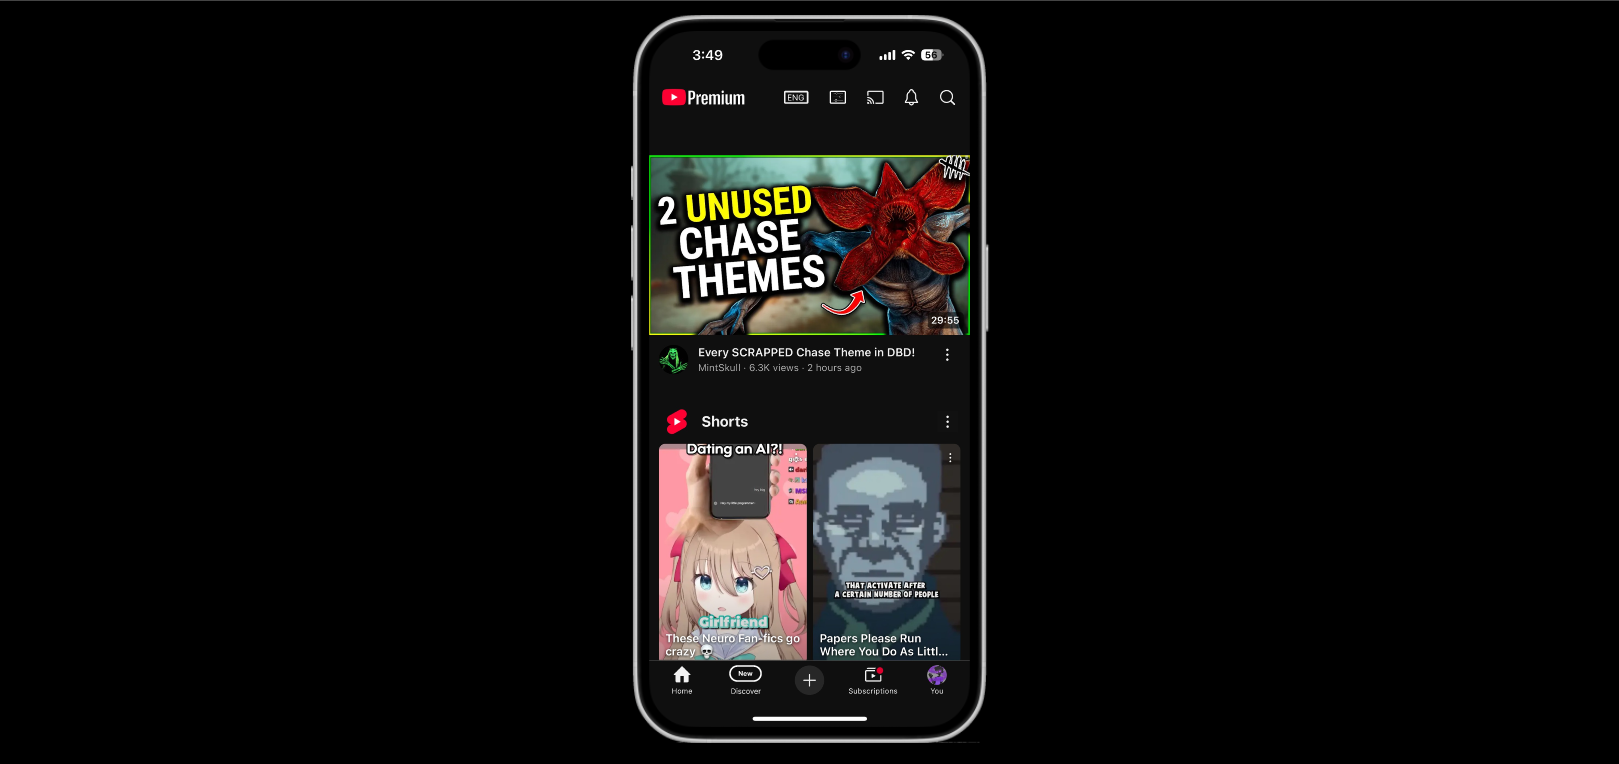 3:49
56
Premium
ENG
2 UNUSED
CHASE
THEMES
29:55
Every SCRAPPED Chase Theme in DBD!
MintSkull · 6.3K views · 2 hours ago
Shorts
Dating an AI?!
Girlfriend
These Neuro Fan-fics go
crazy 💀
THAT ACTIVATE AFTER
A CERTAIN NUMBER OF PEOPLE
Papers Please Run
Where You Do As Littl...
Home
New
Discover
Subscriptions
You